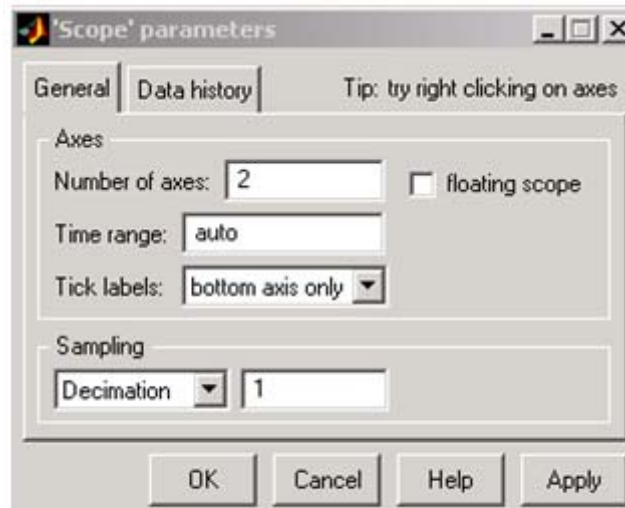 'Scope' parameters
General Data history Tip: try right clicking on axes
Axes
Number of axes: 2 floating scope
Time range: auto
Tick labels: bottom axis only
Sampling
Decimation 1
OK Cancel Help Apply